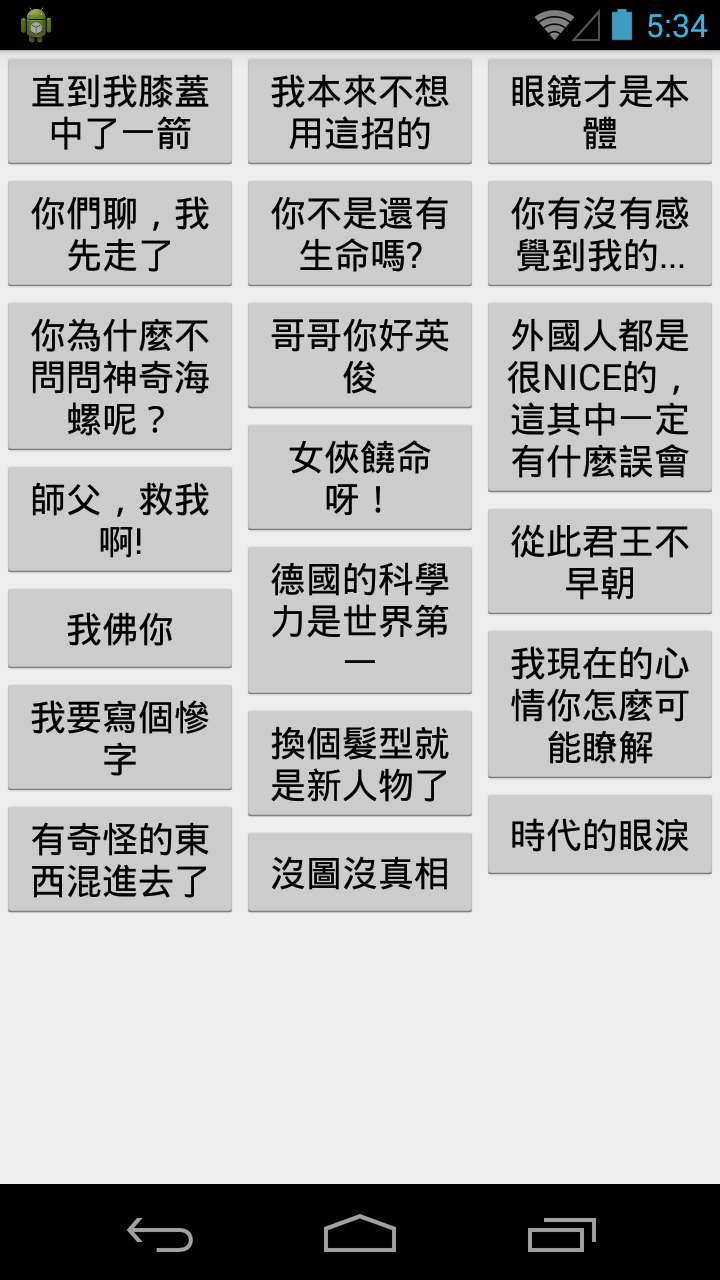 5:34
直到我膝蓋
中了一箭
我本來不想
用這招的
眼鏡才是本
體
你們聊，我
先走了
你不是還有
生命嗎?
你有沒有感
覺到我的...
你為什麼不
問問神奇海
螺呢？
哥哥你好英
俊
外國人都是
很NICE的，
這其中一定
有什麼誤會
女俠饒命
呀！
師父，救我
啊!
從此君王不
早朝
德國的科學
力是世界第
一
我佛你
我現在的心
情你怎麼可
能瞭解
我要寫個慘
字
換個髮型就
是新人物了
時代的眼淚
有奇怪的東
西混進去了
沒圖沒真相